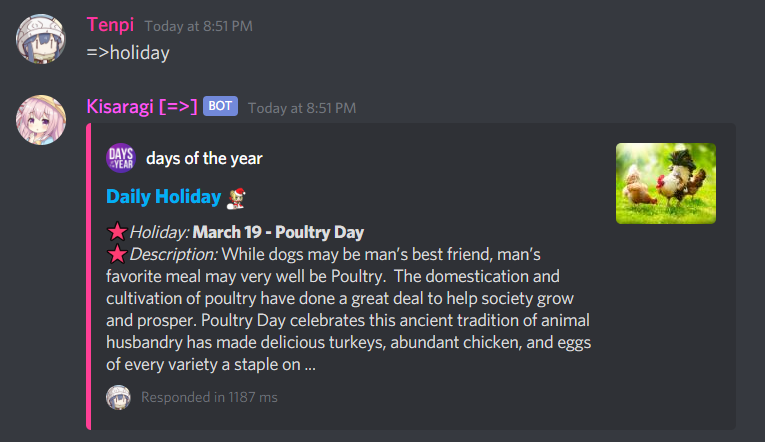 Tenpi Today at 8:51 PM
=>holiday
Kisaragi [=>] BOT Today at 8:51 PM
DAYS OF THE YEAR days of the year
Daily Holiday
Holiday: March 19 - Poultry Day
Description: While dogs may be man’s best friend, man’s
favorite meal may very well be Poultry.  The domestication and
cultivation of poultry have done a great deal to help society grow
and prosper. Poultry Day celebrates this ancient tradition of animal
husbandry has made delicious turkeys, abundant chicken, and eggs
of every variety a staple on ...
Responded in 1187 ms